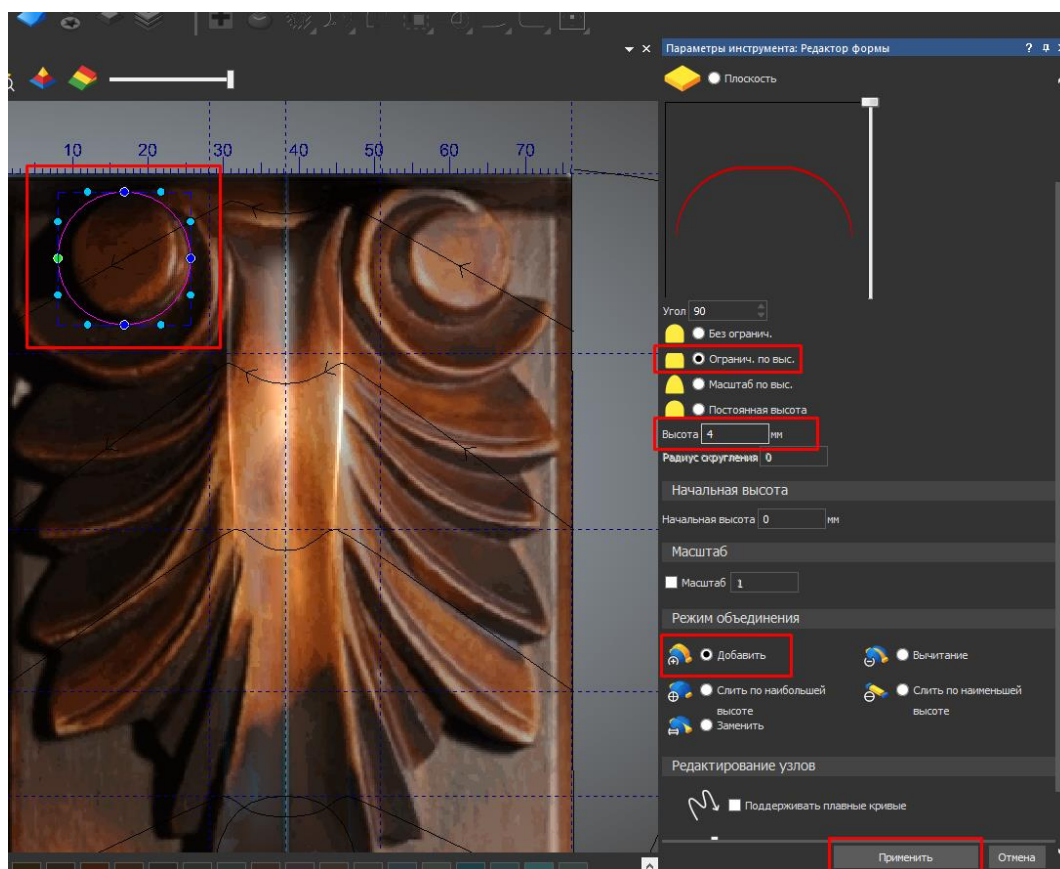 Параметры инструмента: Редактор формы ?
Плоскость
10 20 30 40 50 60 70
Угол 90
Без огранич.
Огранич. по выс.
Масштаб по выс.
Постоянная высота
Высота 4 мм
Радиус скругления 0
Начальная высота
Начальная высота 0 мм
Масштаб
Масштаб 1
Режим объединения
Добавить Вычитание
Слить по наибольшей Слить по наименьшей
высоте высоте
Заменить
Редактирование узлов
Поддерживать плавные кривые
Применить Отмена